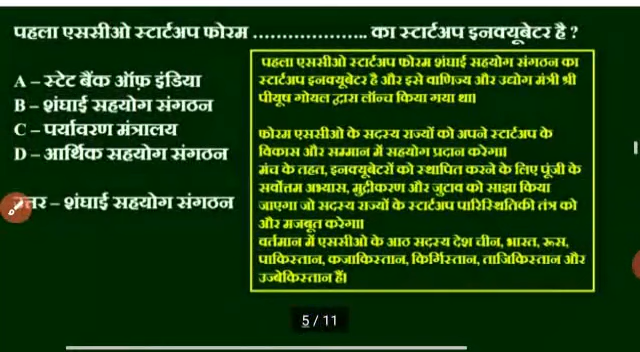 पहला एससीओ स्टार्टअप फोरम ………………... का स्टार्टअप इनक्यूबेटर है ?
A – स्टेट बैंक ऑफ़ इंडिया
B – शंघाई सहयोग संगठन
C – पर्यावरण मंत्रालय
D – आर्थिक सहयोग संगठन
उत्तर – शंघाई सहयोग संगठन
पहला एससीओ स्टार्टअप फोरम शंघाई सहयोग संगठन का
स्टार्टअप इनक्यूबेटर है और इसे वाणिज्य और उद्योग मंत्री श्री
पीयूष गोयल द्वारा लॉन्च किया गया था।
फोरम एससीओ के सदस्य राज्यों को अपने स्टार्टअप के
विकास और सम्मान में सहयोग प्रदान करेगा।
मंच के तहत, इनक्यूबेटरों को स्थापित करने के लिए पूंजी के
सर्वोत्तम अभ्यास, मुद्रीकरण और जुटाव को साझा किया
जाएगा जो सदस्य राज्यों के स्टार्टअप पारिस्थितिकी तंत्र को
और मजबूत करेगा।
वर्तमान में एससीओ के आठ सदस्य देश चीन, भारत, रूस,
पाकिस्तान, कजाकिस्तान, किर्गिस्तान, ताजिकिस्तान और
उज्बेकिस्तान हैं।
5 / 11